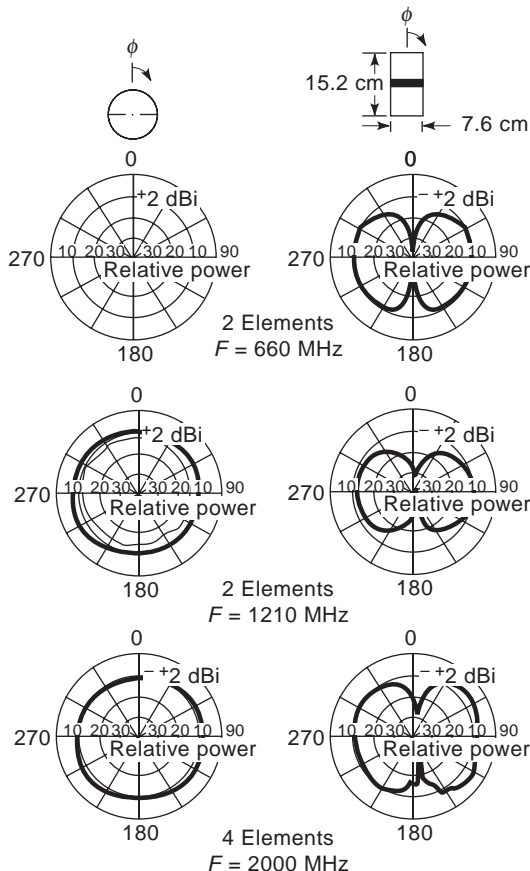 ϕ ϕ
15.2 cm
7.6 cm
0 0
+2 dBi – +2 dBi
270 10 20 30 30 20 10 90 10 20 30 30 20 10 90
Relative power Relative power
180 2 Elements 180
F = 660 MHz
0 0
+2 dBi – +2 dBi
270 10 20 30 30 20 10 90 10 20 30 30 20 10 90
Relative power Relative power
180 2 Elements 180
F = 1210 MHz
0 0
– +2 dBi – +2 dBi
270 10 20 30 30 20 10 90 270 10 20 30 30 20 10 90
Relative power Relative power
180 4 Elements 180
F = 2000 MHz